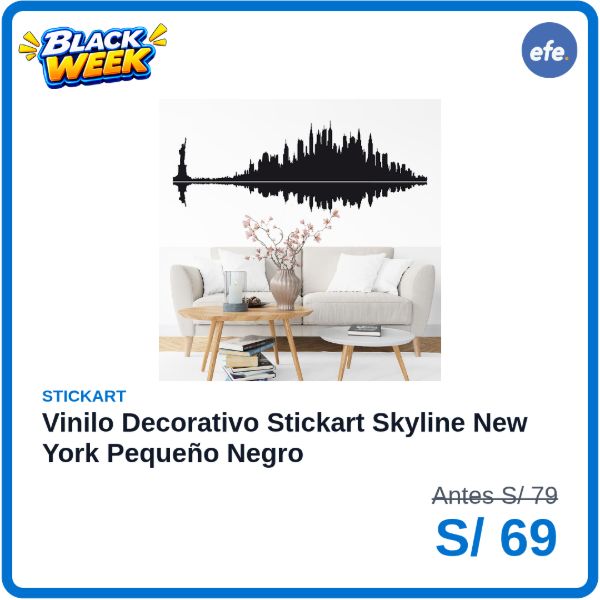 BLACK
WEEK
efe.
STICKART
Vinilo Decorativo Stickart Skyline New
York Pequeño Negro
Antes S/ 79
S/ 69